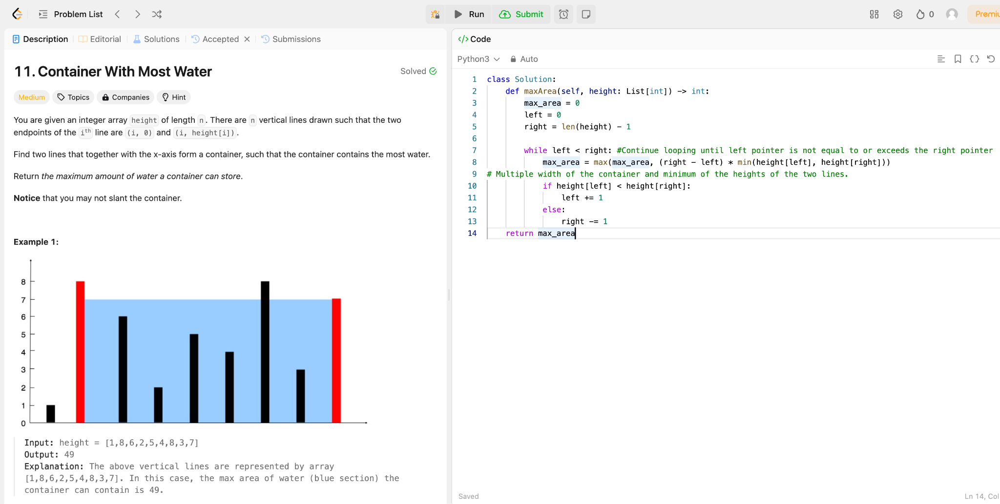 Problem List
Run
Submit
0
Premiu
Description
Editorial
Solutions
Accepted
Submissions
11. Container With Most Water
Solved
Medium
Topics
Companies
Hint
You are given an integer array height of length n. There are n vertical lines drawn such that the two
endpoints of the ith line are (i, 0) and (i, height[i]).
Find two lines that together with the x-axis form a container, such that the container contains the most water.
Return the maximum amount of water a container can store.
Notice that you may not slant the container.
Example 1:
8
7
6
5
4
3
2
1
0
Input: height = [1,8,6,2,5,4,8,3,7]
Output: 49
Explanation: The above vertical lines are represented by array
[1,8,6,2,5,4,8,3,7]. In this case, the max area of water (blue section) the
container can contain is 49.
</> Code
Python3
Auto
1 class Solution:
2 def maxArea(self, height: List[int]) -> int:
3 max_area = 0
4 left = 0
5 right = len(height) - 1
6
7 while left < right: #Continue looping until left pointer is not equal to or exceeds the right pointer
8 max_area = max(max_area, (right - left) * min(height[left], height[right]))
9 # Multiple width of the container and minimum of the heights of the two lines.
10 if height[left] < height[right]:
11 left += 1
12 else:
13 right -= 1
14 return max_area
Saved
Ln 14, Col